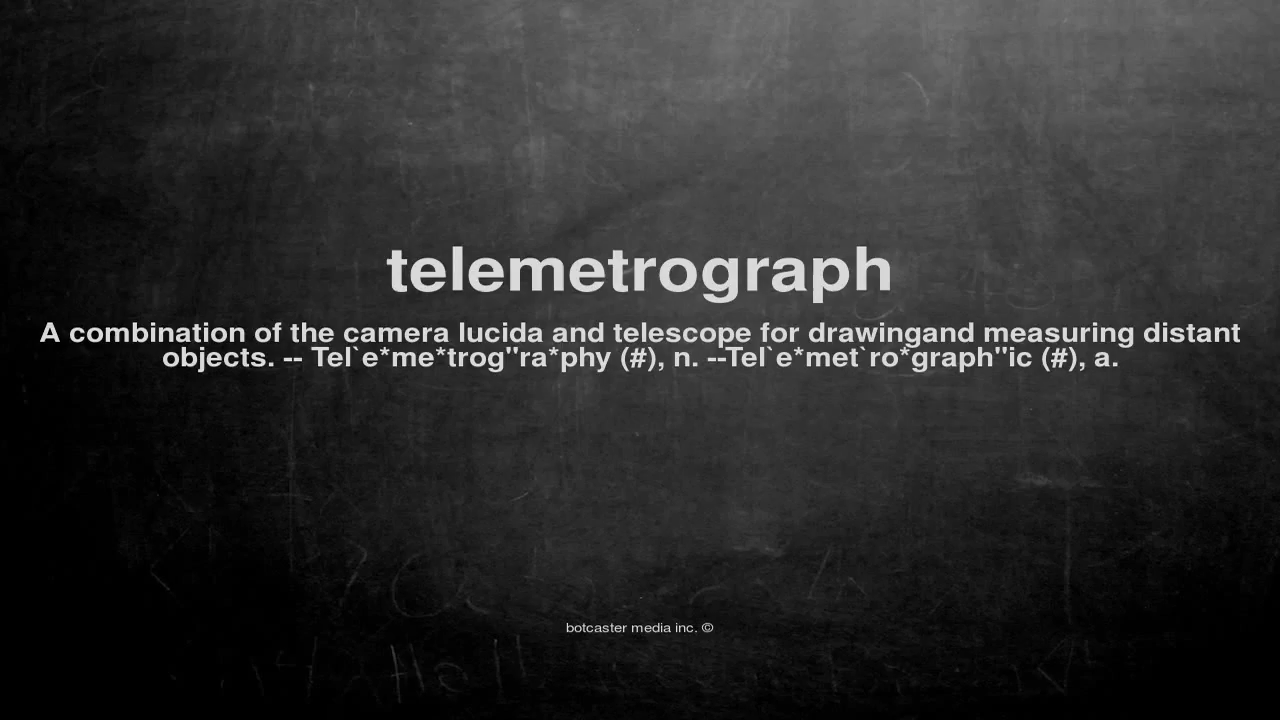 telemetrograph
A combination of the camera lucida and telescope for drawingand measuring distant
objects. -- Tel`e*me*trog"ra*phy (#), n. --Tel`e*met`ro*graph"ic (#), a.
botcaster media inc. ©